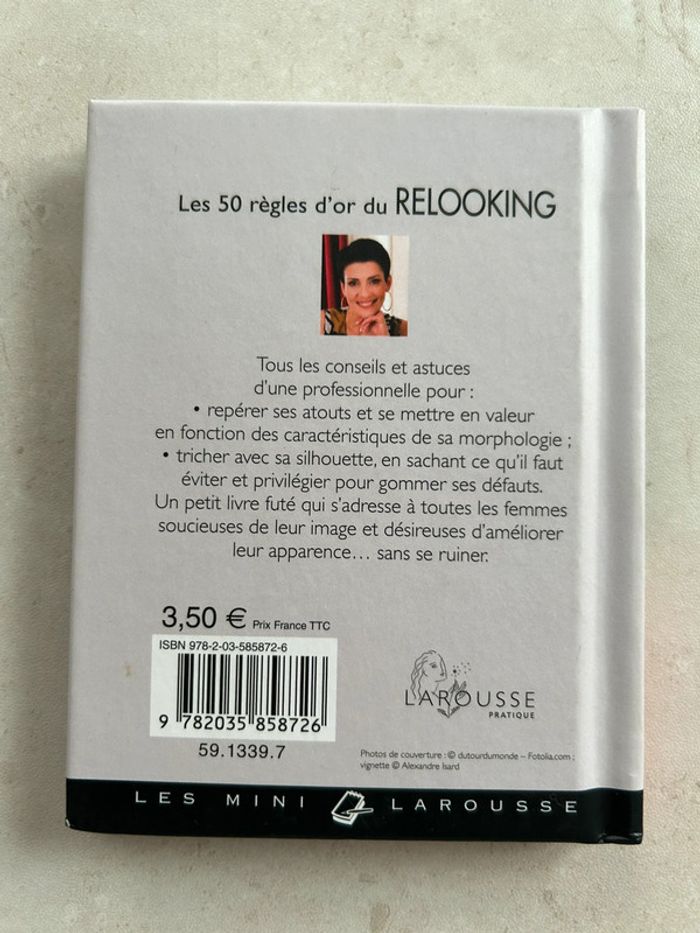 Les 50 règles d'or du RELOOKING
Tous les conseils et astuces
d'une professionnelle pour :
• repérer ses atouts et se mettre en valeur
en fonction des caractéristiques de sa morphologie ;
• tricher avec sa silhouette, en sachant ce qu'il faut
éviter et privilégier pour gommer ses défauts.
Un petit livre futé qui s'adresse à toutes les femmes
soucieuses de leur image et désireuses d'améliorer
leur apparence… sans se ruiner.
3,50 € Prix France TTC
ISBN 978-2-03-585872-6
9 782035 858726
59.1339.7
LAROUSSE
PRATIQUE
Photos de couverture : © dutourdumonde – Fotolia.com ;
vignette © Alexandre Isard
LES MINI LAROUSSE